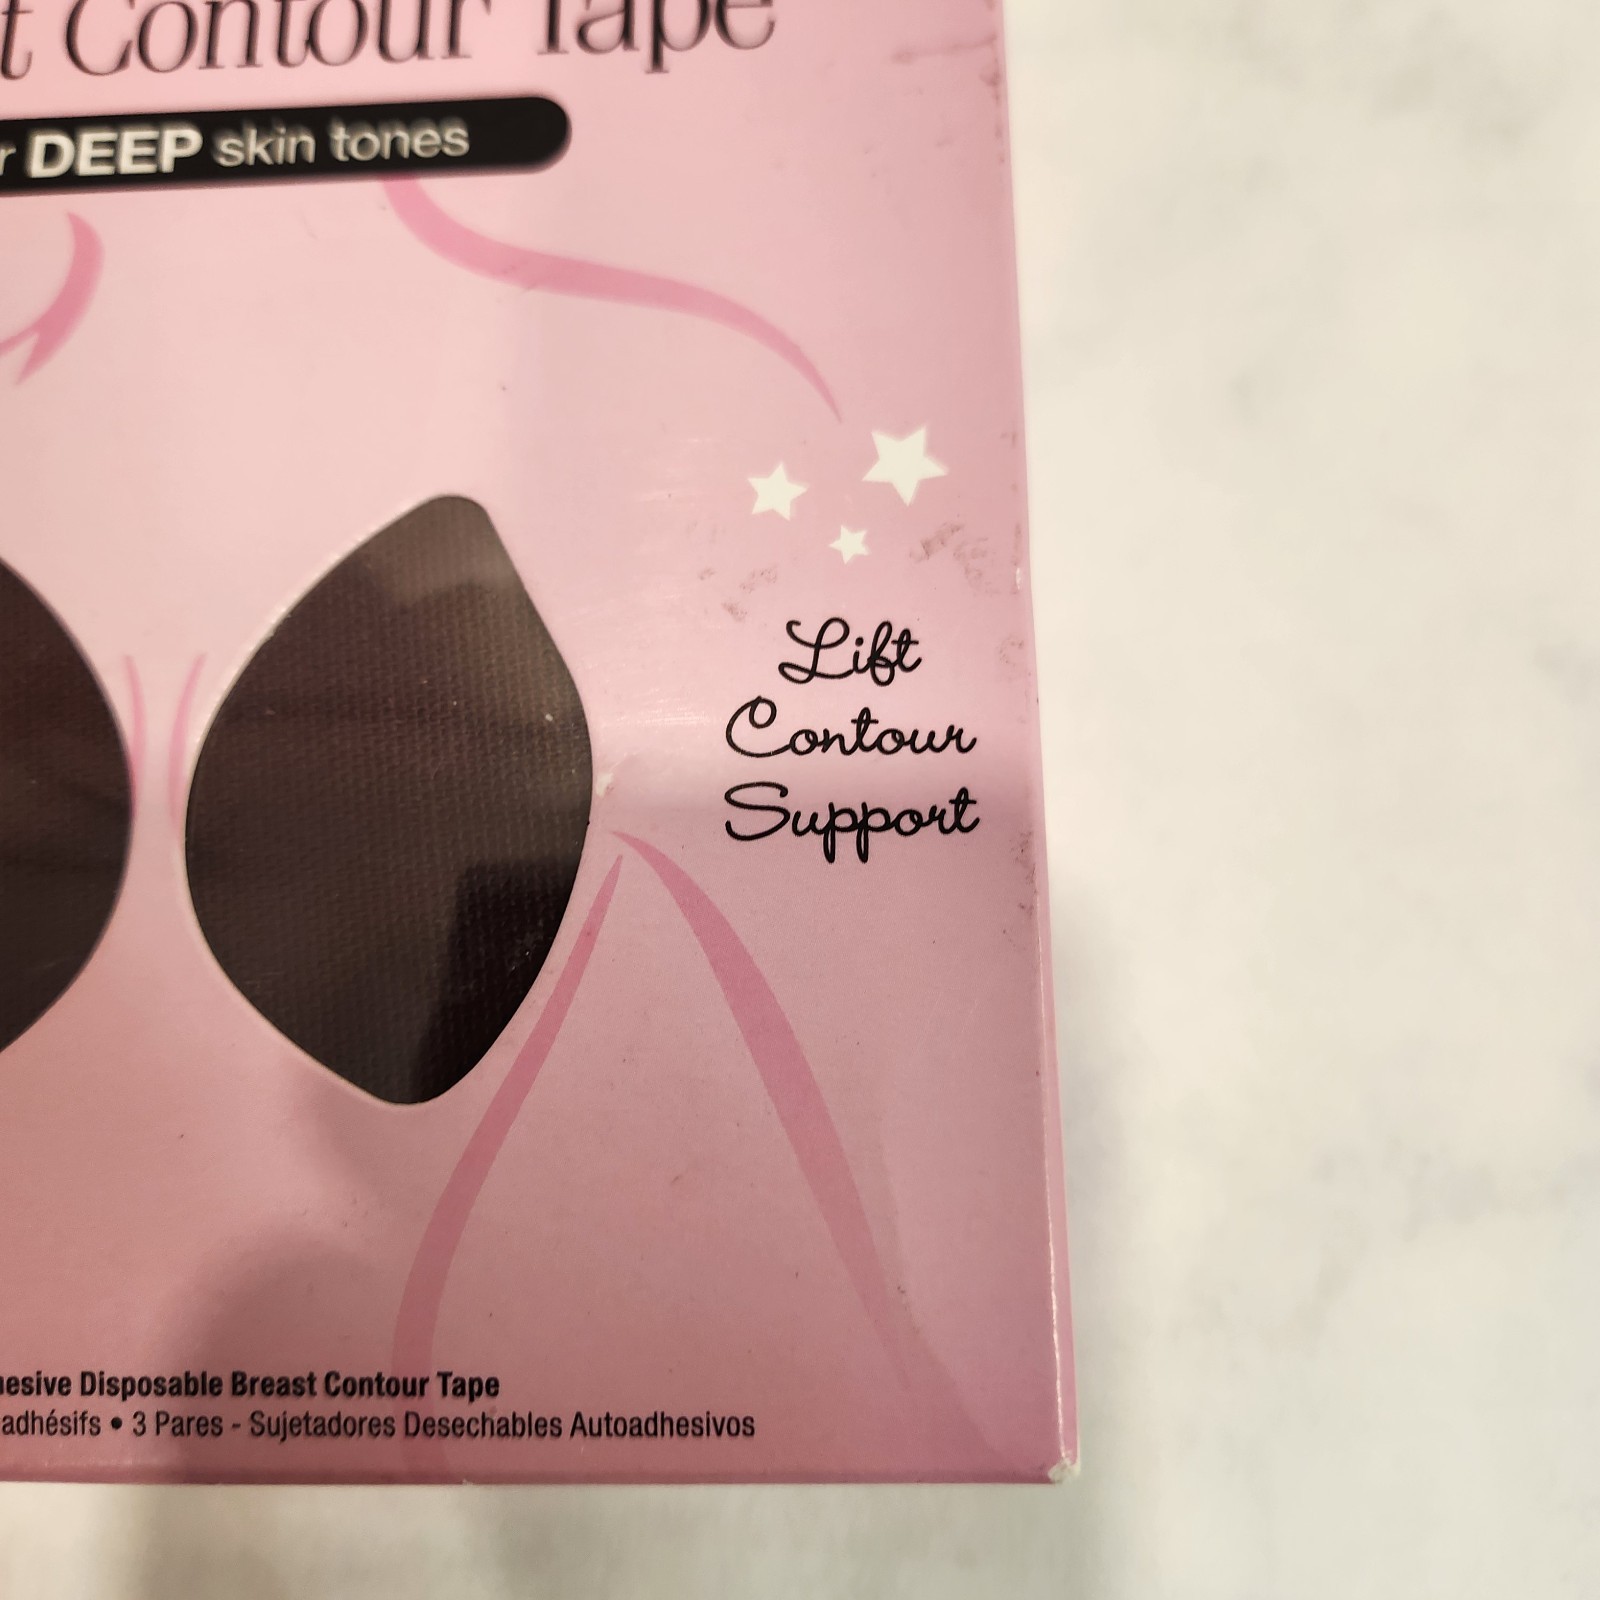 t Contour Tape
r DEEP skin tones
Lift
Contour
Support
hesive Disposable Breast Contour Tape
adhésifs • 3 Pares - Sujetadores Desechables Autoadhesivos